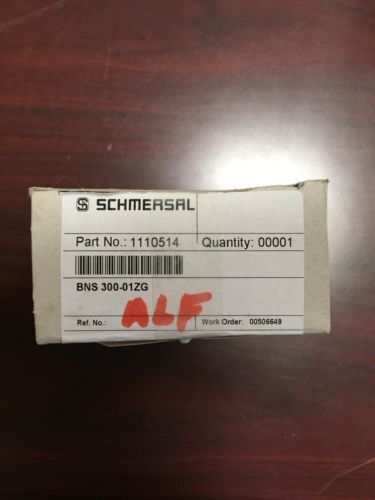 SCHMERSAL
Part No.: 1110514 Quantity: 00001
BNS 300-01ZG
Ref. No.: ALF Work Order: 00506649